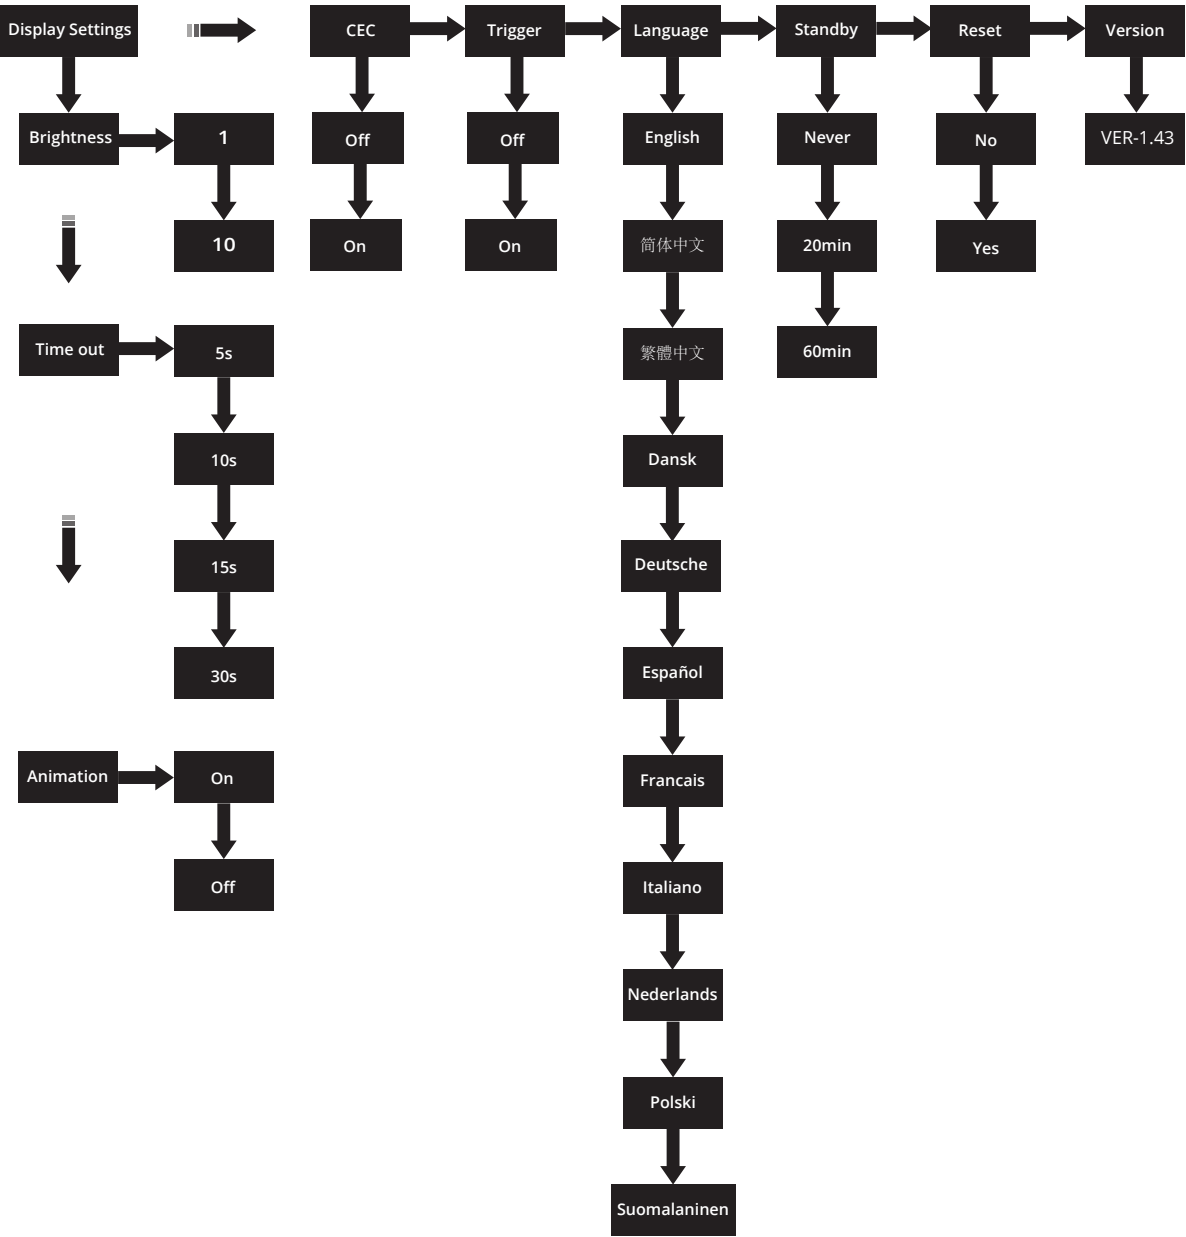 Display Settings
CEC
Trigger
Language
Standby
Reset
Version
Brightness
1
10
Time out
5s
10s
15s
30s
Animation
On
Off
Off
On
Off
On
English
简体中文
繁體中文
Dansk
Deutsche
Español
Francais
Italiano
Nederlands
Polski
Suomalaninen
Never
20min
60min
No
Yes
VER-1.43